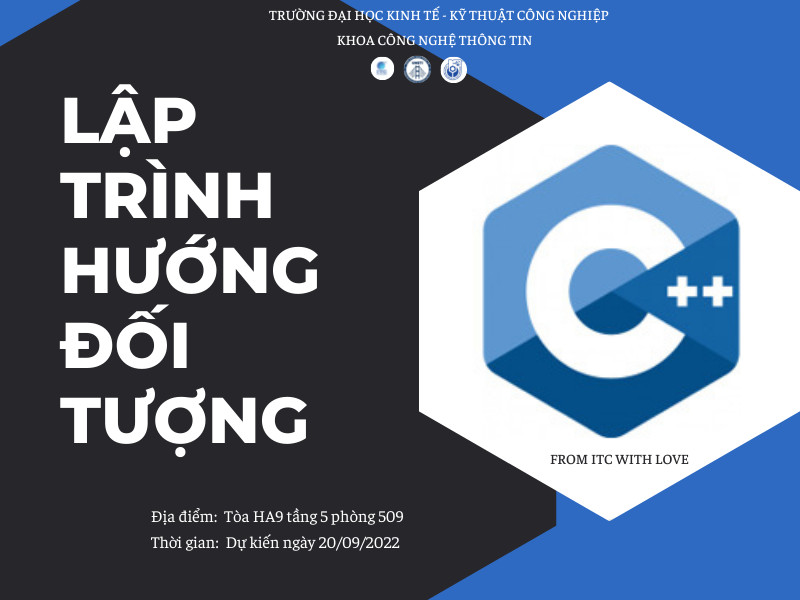 TRƯỜNG ĐẠI HỌC KINH TẾ - KỸ THUẬT CÔNG NGHIỆP
KHOA CÔNG NGHỆ THÔNG TIN
LẬP
TRÌNH
HƯỚNG
ĐỐI
TƯỢNG
C++
FROM ITC WITH LOVE
Địa điểm: Tòa HA9 tầng 5 phòng 509
Thời gian: Dự kiến ngày 20/09/2022